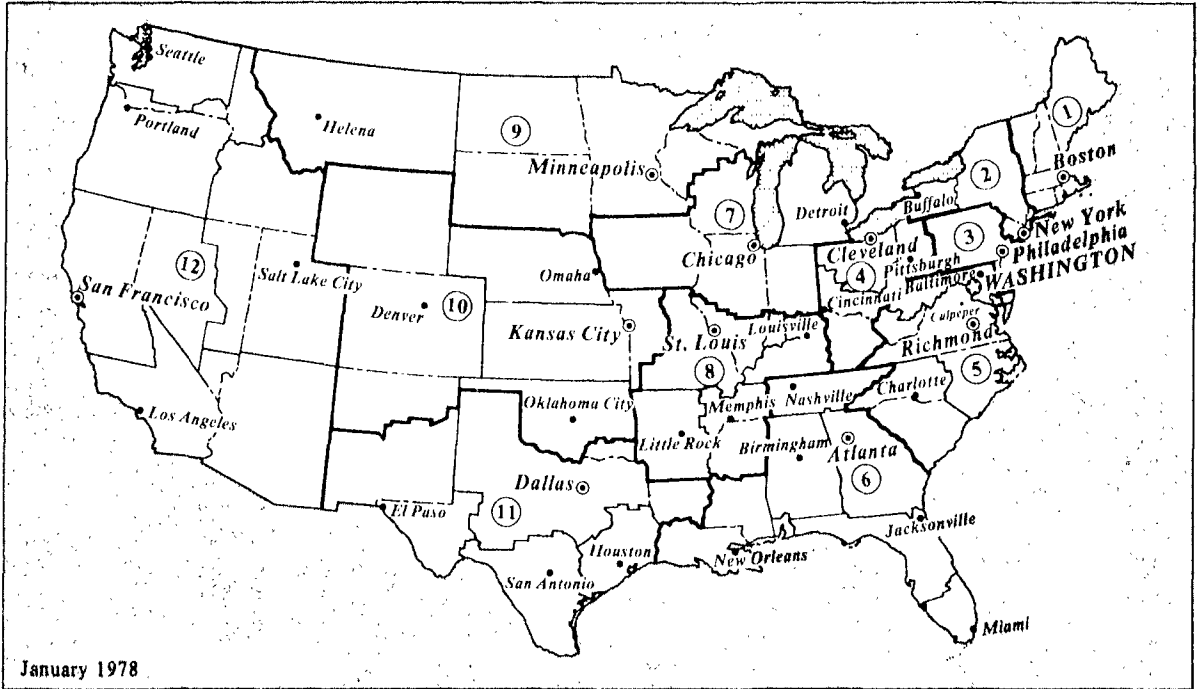 Seattle
Portland
Helena
9
Minneapolis
1
Boston
2
Buffalo
7
Detroit
Chicago
Cleveland
4
3
Pittsburgh
New York
Philadelphia
WASHINGTON
Baltimore
Cincinnati
12
Salt Lake City
San Francisco
Omaha
Denver
10
Kansas City
St. Louis
Louisville
8
Culpeper
Richmond
5
Charlotte
Los Angeles
Oklahoma City
Memphis
Nashville
Little Rock
Birmingham
Atlanta
6
Dallas
El Paso
11
Houston
San Antonio
New Orleans
Jacksonville
Miami
January 1978